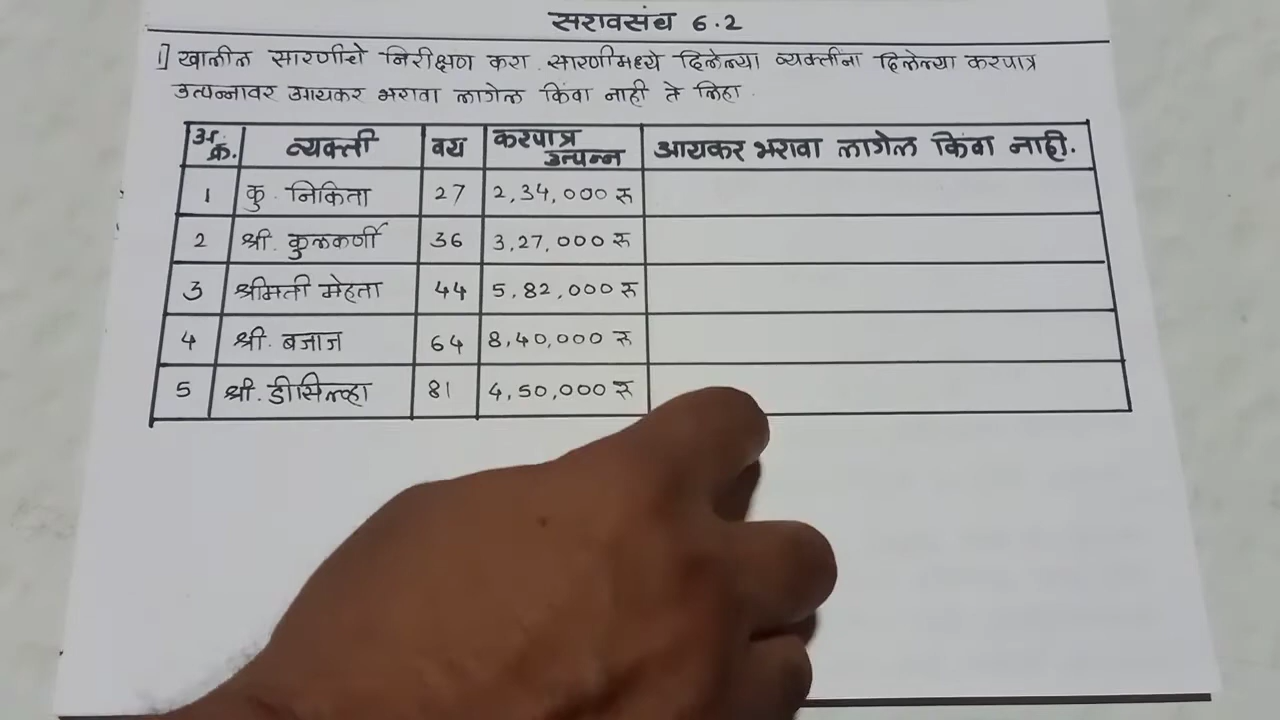 सरावसंच 6.2
1] खालील सारणीचे निरीक्षण करा. सारणीमध्ये दिलेल्या व्यक्तींना दिलेल्या करपात्र
उत्पन्नावर आयकर भरावा लागेल किंवा नाही ते लिहा.
अ.क्र. व्यक्ती वय करपात्र उत्पन्न आयकर भरावा लागेल किंवा नाही.
1 कु. निकिता 27 2,34,000 रु
2 श्री. कुलकर्णी 36 3,27,000 रु
3 श्रीमती मेहता 44 5,82,000 रु
4 श्री. बजाज 64 8,40,000 रु
5 श्री. डीसिल्व्हा 81 4,50,000 रु